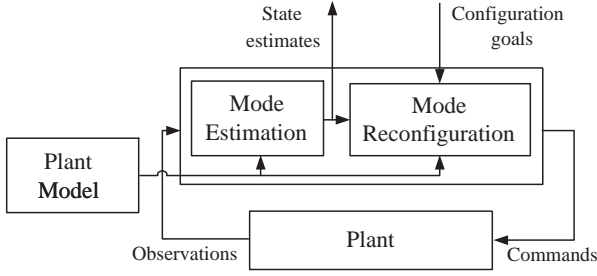 State
estimates
Configuration
goals
Mode
Estimation
Mode
Reconfiguration
Plant
Model
Plant
Observations
Commands